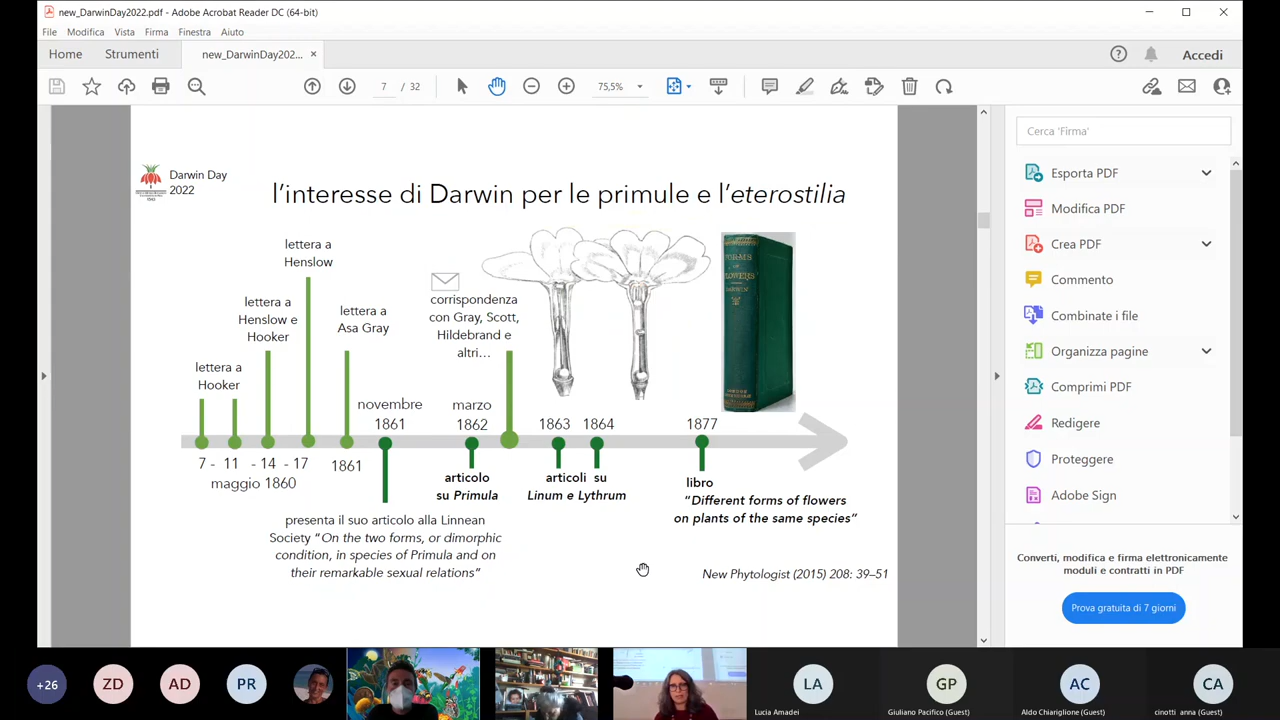 new_DarwinDay2022.pdf - Adobe Acrobat Reader DC (64-bit)
File Modifica Vista Firma Finestra Aiuto
Home Strumenti new_DarwinDay202... × Accedi
7 / 32 75,5%
Darwin Day
2022
l'interesse di Darwin per le primule e l'eterostilia
lettera a
Henslow
lettera a
Henslow e
Hooker
lettera a
Asa Gray
corrispondenza
con Gray, Scott,
Hildebrand e
altri...
lettera a
Hooker
novembre
1861
marzo
1862
1863
1864
1877
7 - 11 - 14 - 17
maggio 1860
1861
articolo
su Primula
articoli su
Linum e Lythrum
libro
"Different forms of flowers
on plants of the same species"
presenta il suo articolo alla Linnean
Society "On the two forms, or dimorphic
condition, in species of Primula and on
their remarkable sexual relations"
New Phytologist (2015) 208: 39–51
FORMS
OF
FLOWERS
DARWIN
Cerca 'Firma'
Esporta PDF
Modifica PDF
Crea PDF
Commento
Combinate i file
Organizza pagine
Comprimi PDF
Redigere
Proteggere
Adobe Sign
Converti, modifica e firma elettronicamente
moduli e contratti in PDF
Prova gratuita di 7 giorni
+26 ZD AD PR LA GP AC CA
Lucia Amadei
Giuliano Pacifico (Guest)
Aldo Chiariglione (Guest)
cinotti anna (Guest)